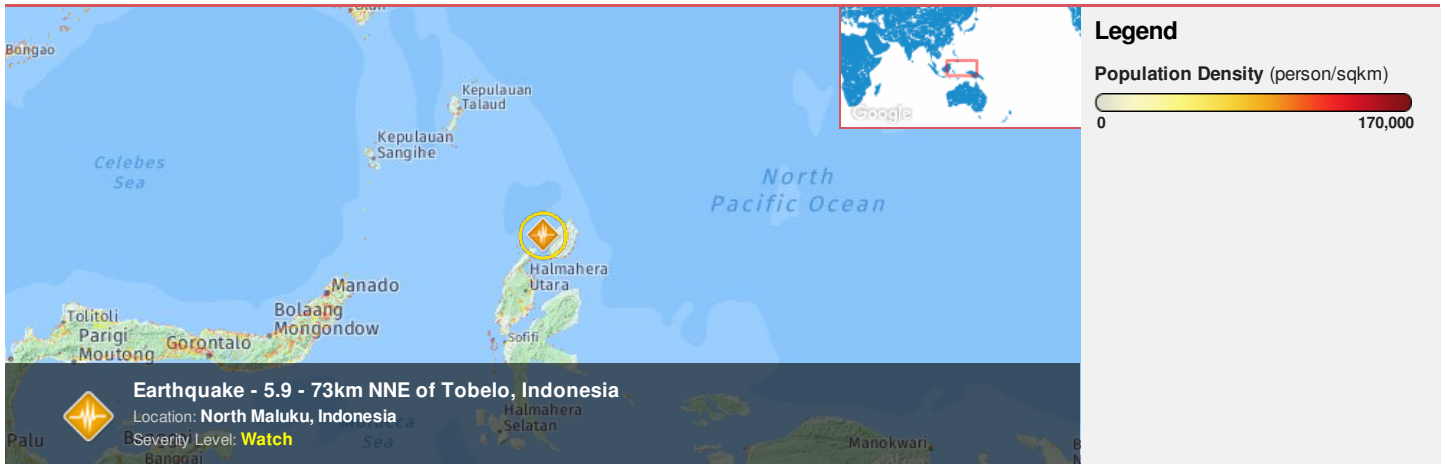 Bongao
Kepulauan
Talaud
Kepulauan
Sangihe
Celebes
Sea
North
Pacific Ocean
Halmahera
Utara
Manado
Bolaang
Mongondow
Tolitoli
Parigi
Moutong
Gorontalo
Sofifi
Google
Legend
Population Density (person/sqkm)
0 170,000
Earthquake - 5.9 - 73km NNE of Tobelo, Indonesia
Location: North Maluku, Indonesia
Severity Level: Watch
Palu
Banggai
Sea
Halmahera
Selatan
Manokwari